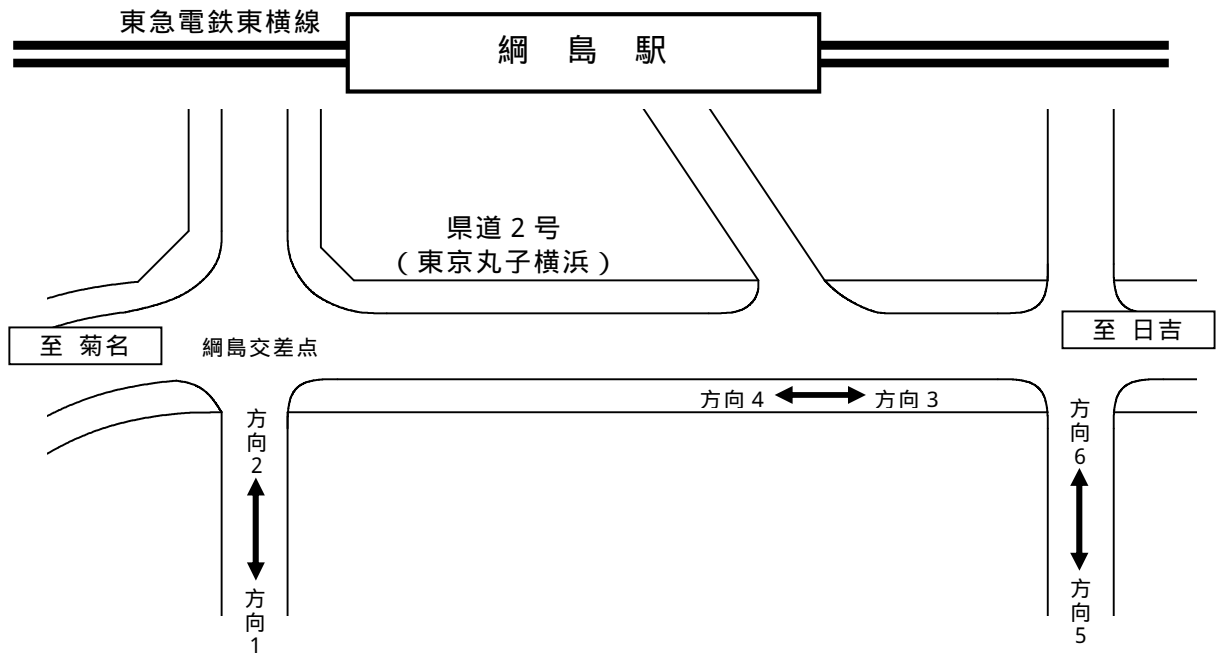 東急電鉄東横線
綱島駅
県道2号
(東京丸子横浜)
至 菊名
綱島交差点
至 日吉
方向4
方向3
方向2
方向1
方向6
方向5